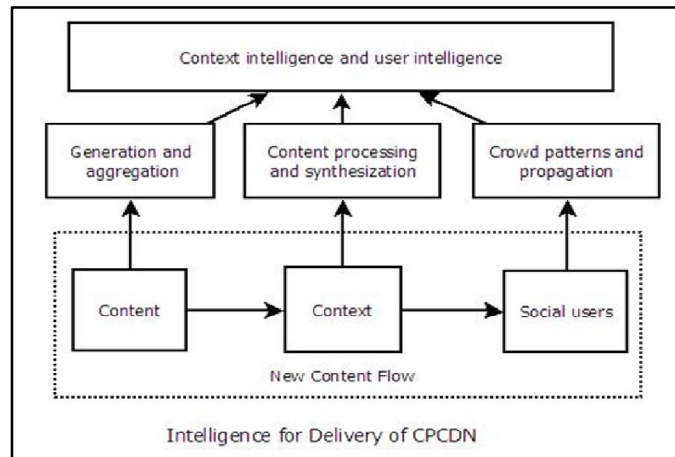 Context intelligence and user intelligence
Generation and
aggregation
Content processing
and synthesization
Crowd patterns and
propagation
Content
Context
Social users
New Content Flow
Intelligence for Delivery of CPCDN